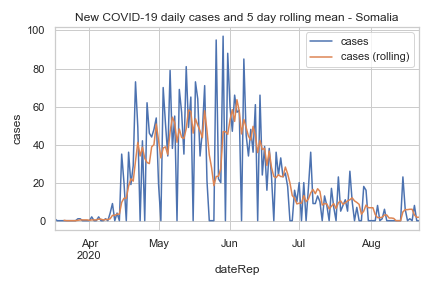 New COVID-19 daily cases and 5 day rolling mean - Somalia
cases
cases (rolling)
100
80
60
40
20
0
cases
Apr
2020
May
Jun
Jul
Aug
dateRep